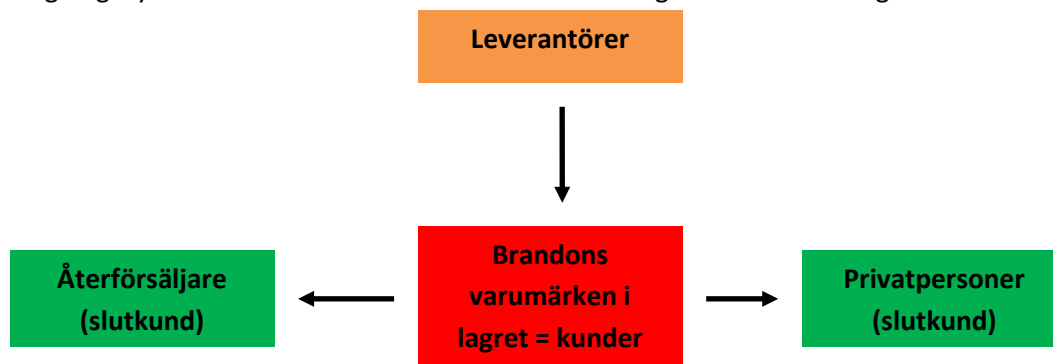 Leverantörer
Brandons
varumärken i
lagret = kunder
Återförsäljare
(slutkund)
Privatpersoner
(slutkund)